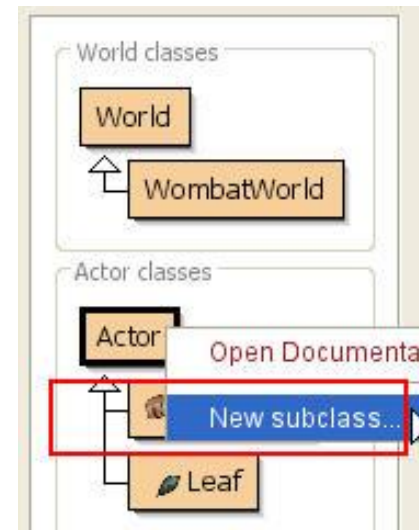 World classes
World
WombatWorld
Actor classes
Actor
Open Documenta
New subclass...
Leaf